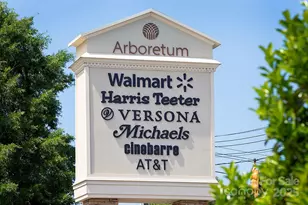 Arboretum
Walmart
Harris Teeter
VERSONA
Michaels
cinebarre
AT&T